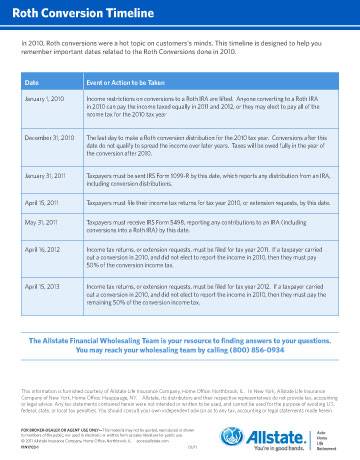 Roth Conversion Timeline
In 2010, Roth conversions were a hot topic on customers's minds. This timeline is designed to help you
remember important dates related to the Roth Conversions done in 2010.
Date Event or Action to be Taken
January 1, 2010 Income restrictions on conversions to a Roth IRA are lifted. Anyone converting to a Roth IRA
in 2010 can pay the income taxed equally in 2011 and 2012, or they may elect to pay all of the
income tax for the 2010 tax year
December 31, 2010 The last day to make a Roth conversion distribution for the 2010 tax year. Conversions after this
date do not qualify to spread the income over later years. Taxes will be owed fully in the year of
the conversion after 2010.
January 31, 2011 Taxpayers must be sent IRS Form 1099-R by this date, which reports any distribution from an IRA,
including conversion distributions.
April 15, 2011 Taxpayers must file their income tax returns for tax year 2010, or extension requests, by this date.
May 31, 2011 Taxpayers must receive IRS Form 5498, reporting any contributions to an IRA (including
conversions into a Roth IRA) by this date.
April 16, 2012 Income tax returns, or extension requests, must be filed for tax year 2011. If a taxpayer carried
out a conversion in 2010, and did not elect to report the income in 2010, then they must pay
50% of the conversion income tax.
April 15, 2013 Income tax returns, or extension requests, must be filed for tax year 2012. If a taxpayer carried
out a conversion in 2010, and did not elect to report the income in 2010, then they must pay the
remaining 50% of the conversion income tax.
The Allstate Financial Wholesaling Team is your resource to finding answers to your questions.
You may reach your wholesaling team by calling (800) 856-0934
This information is furnished courtesy of Allstate Life Insurance Company, Home Office: Northbrook, IL. In New York, Allstate Life Insurance
Company of New York, Home Office: Hauppauge, NY. Allstate, its distributors and their respective representatives do not provide tax, accounting
or legal advice. Any tax statements contained herein were not intended or written to be used, and cannot be used for the purpose of avoiding U.S.
federal, state, or local tax penalties. You should consult your own independent advisor as to any tax, accounting or legal statements made herein.
FOR BROKER DEALER OR AGENT USE ONLY—This material may not be quoted, reproduced or shown
to members of the public, nor used in electronic or written form as sales literature for public use.
© 2011 Allstate Insurance Company, Home Office: Northbrook, IL accessallstate.com
Allstate.
You're in good hands.
Auto
Home
Life
Retirement